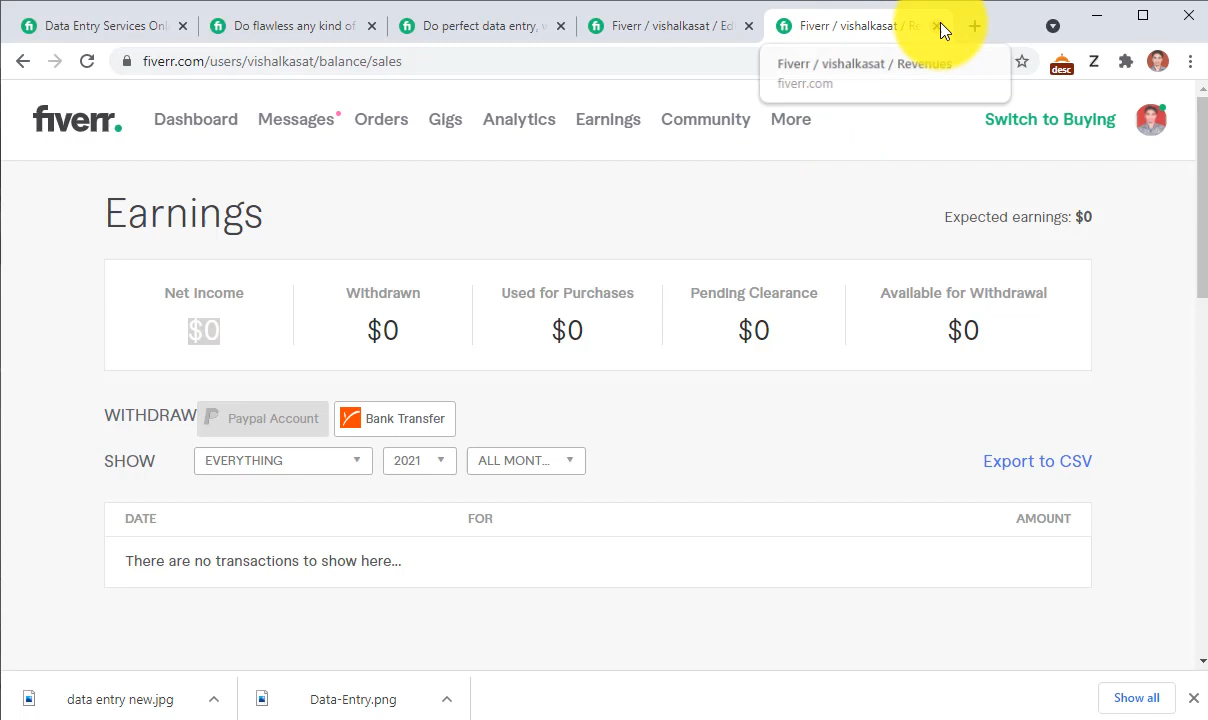 Data Entry Services Onl
Do flawless any kind of
Do perfect data entry, w
Fiverr / vishalkasat / Ed
Fiverr / vishalkasat / Re
fiverr.com/users/vishalkasat/balance/sales
desc
Z
Fiverr / vishalkasat / Revenues
fiverr.com
fiverr.
Dashboard
Messages
Orders
Gigs
Analytics
Earnings
Community
More
Switch to Buying
Earnings
Expected earnings: $0
Net Income
Withdrawn
Used for Purchases
Pending Clearance
Available for Withdrawal
$0
$0
$0
$0
$0
WITHDRAW
Paypal Account
Bank Transfer
SHOW
EVERYTHING
2021
ALL MONT...
Export to CSV
DATE
FOR
AMOUNT
There are no transactions to show here...
data entry new.jpg
Data-Entry.png
Show all